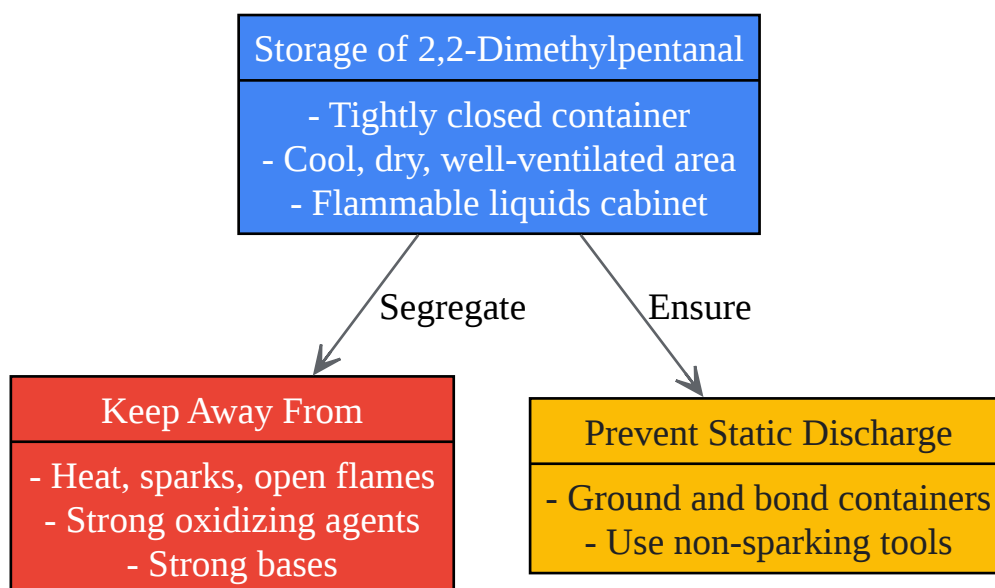 Storage of 2,2-Dimethylpentanal
- Tightly closed container
- Cool, dry, well-ventilated area
- Flammable liquids cabinet
Segregate
Ensure
Keep Away From
- Heat, sparks, open flames
- Strong oxidizing agents
- Strong bases
Prevent Static Discharge
- Ground and bond containers
- Use non-sparking tools